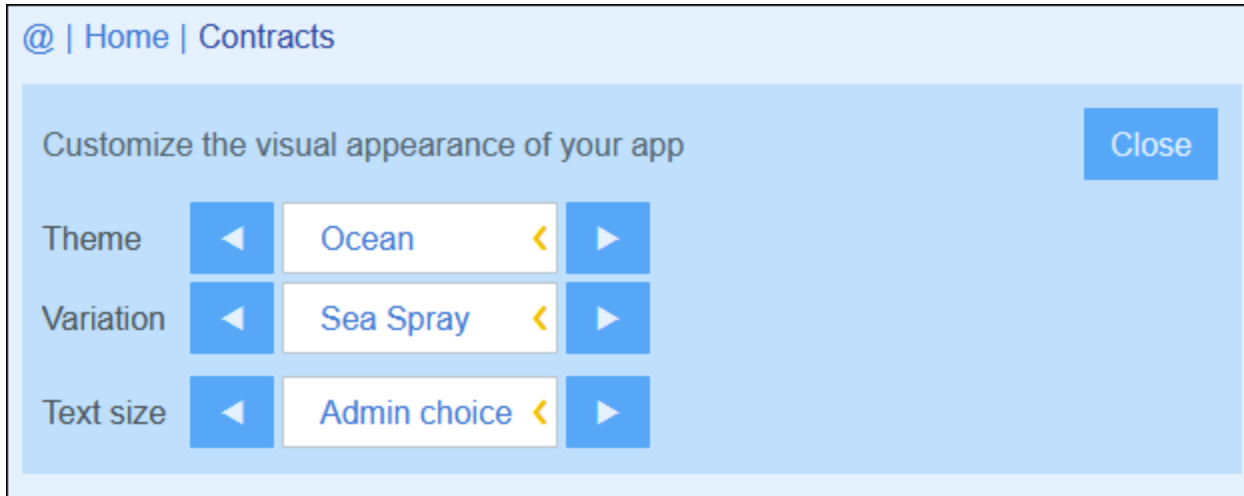 @ | Home | Contracts
Customize the visual appearance of your app
Close
Theme Ocean
Variation Sea Spray
Text size Admin choice